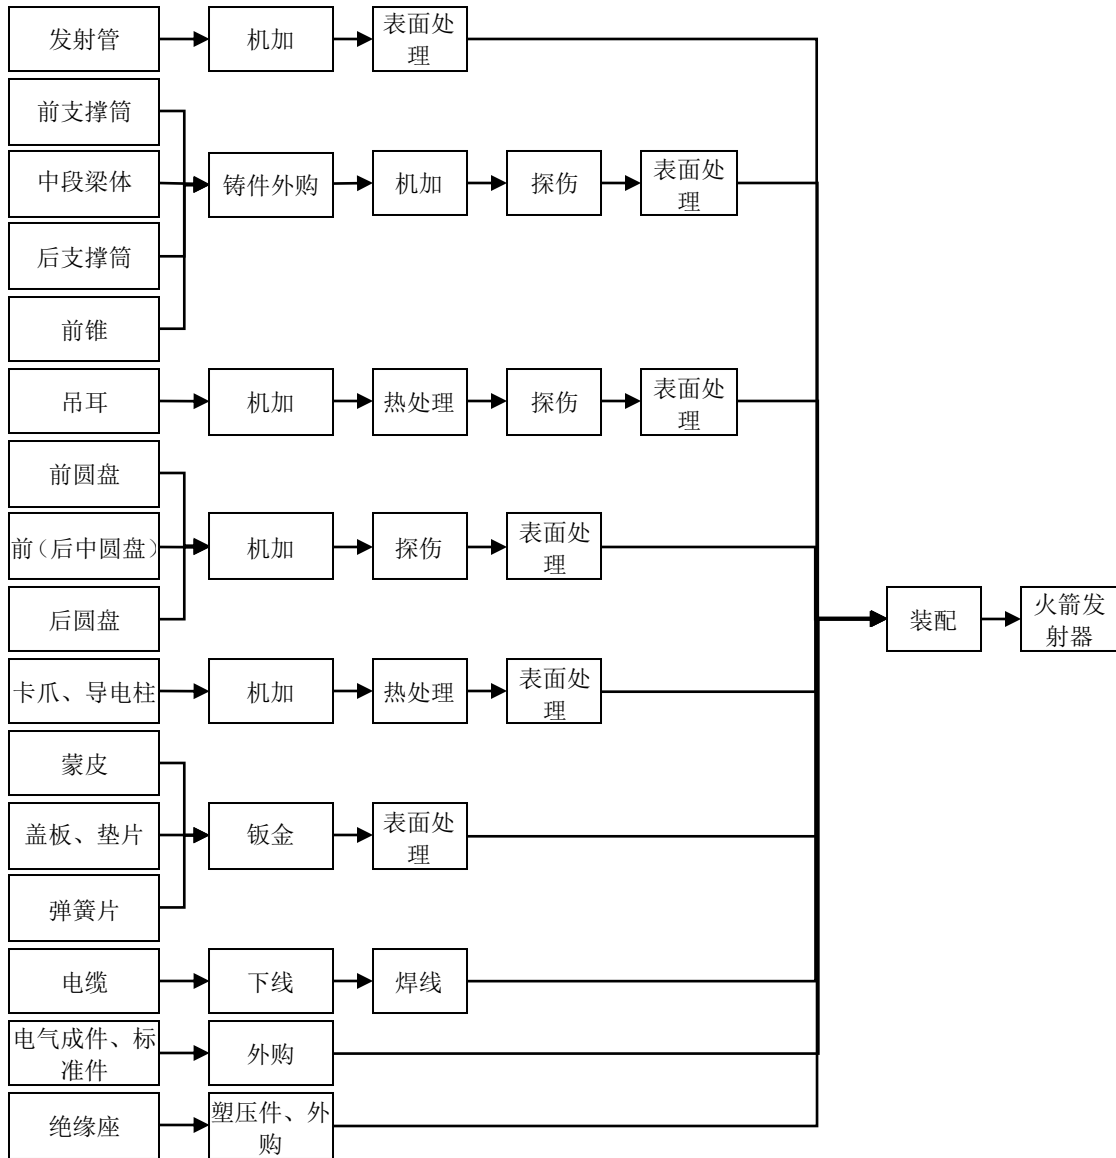 发射管
机加
表面处
理
前支撑筒
中段梁体
后支撑筒
前锥
铸件外购
机加
探伤
表面处
理
吊耳
机加
热处理
探伤
表面处
理
前圆盘
前（后中圆盘）
后圆盘
机加
探伤
表面处
理
卡爪、导电柱
机加
热处理
表面处
理
蒙皮
盖板、垫片
弹簧片
钣金
表面处
理
电缆
下线
焊线
电气成件、标
准件
外购
绝缘座
塑压件、外
购
装配
火箭发
射器